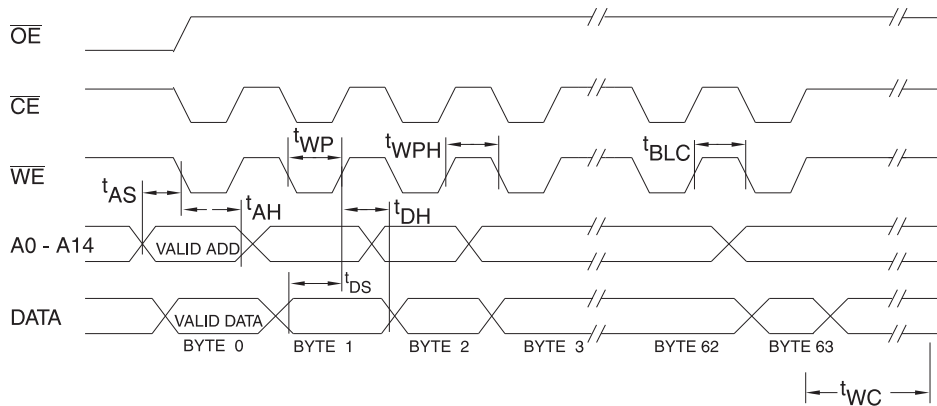 OE
CE
tWP
tWPH
tBLC
WE
tAS
tAH
tDH
A0 - A14
VALID ADD
tDS
DATA
VALID DATA
BYTE 0
BYTE 1
BYTE 2
BYTE 3
BYTE 62
BYTE 63
tWC